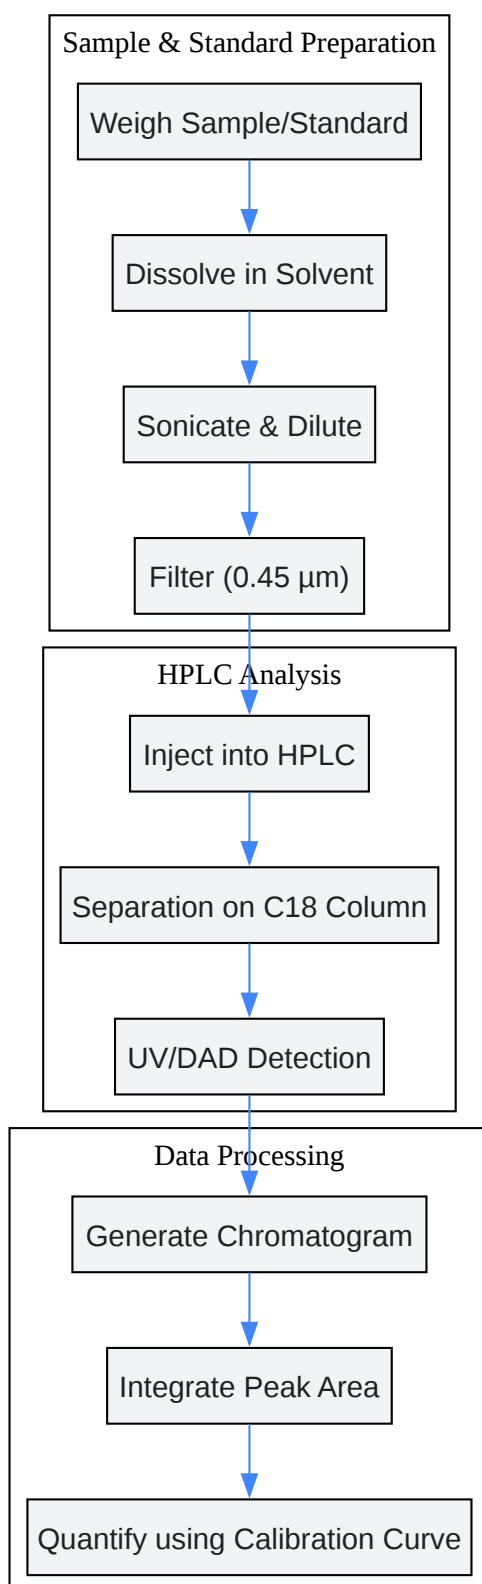 Sample & Standard Preparation
Weigh Sample/Standard
Dissolve in Solvent
Sonicate & Dilute
Filter (0.45 µm)
HPLC Analysis
Inject into HPLC
Separation on C18 Column
UV/DAD Detection
Data Processing
Generate Chromatogram
Integrate Peak Area
Quantify using Calibration Curve